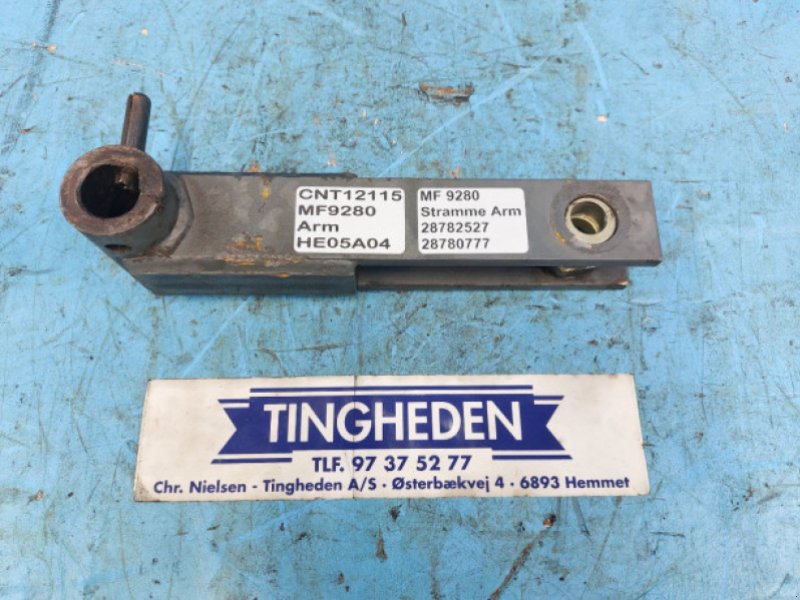 CNT12115
MF9280
Arm
HE05A04
MF 9280
Stramme Arm
28782527
28780777
TINGHEDEN
TLF. 97 37 52 77
Chr. Nielsen - Tingheden A/S · Østerbækvej 4 · 6893 Hemmet